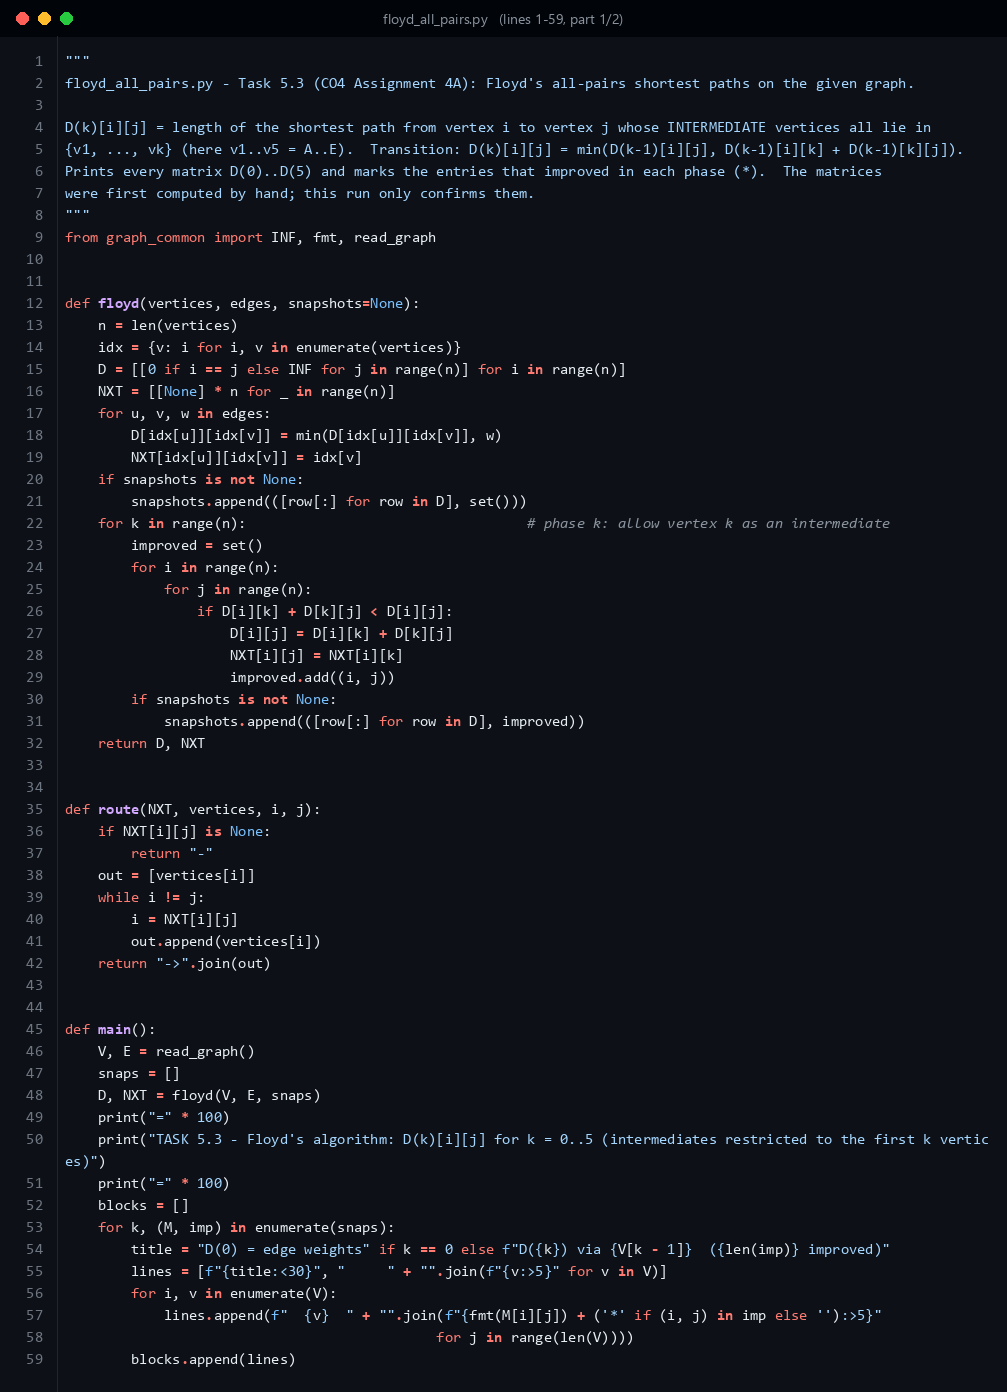 floyd_all_pairs.py   (lines 1-59, part 1/2)
1 """
2 floyd_all_pairs.py - Task 5.3 (CO4 Assignment 4A): Floyd's all-pairs shortest paths on the given graph.
3
4 D(k)[i][j] = length of the shortest path from vertex i to vertex j whose INTERMEDIATE vertices all lie in
5 {v1, ..., vk} (here v1..v5 = A..E).  Transition: D(k)[i][j] = min(D(k-1)[i][j], D(k-1)[i][k] + D(k-1)[k][j]).
6 Prints every matrix D(0)..D(5) and marks the entries that improved in each phase (*).  The matrices
7 were first computed by hand; this run only confirms them.
8 """
9 from graph_common import INF, fmt, read_graph
10
11
12 def floyd(vertices, edges, snapshots=None):
13     n = len(vertices)
14     idx = {v: i for i, v in enumerate(vertices)}
15     D = [[0 if i == j else INF for j in range(n)] for i in range(n)]
16     NXT = [[None] * n for _ in range(n)]
17     for u, v, w in edges:
18         D[idx[u]][idx[v]] = min(D[idx[u]][idx[v]], w)
19         NXT[idx[u]][idx[v]] = idx[v]
20     if snapshots is not None:
21         snapshots.append(([row[:] for row in D], set()))
22     for k in range(n):                                  # phase k: allow vertex k as an intermediate
23         improved = set()
24         for i in range(n):
25             for j in range(n):
26                 if D[i][k] + D[k][j] < D[i][j]:
27                     D[i][j] = D[i][k] + D[k][j]
28                     NXT[i][j] = NXT[i][k]
29                     improved.add((i, j))
30         if snapshots is not None:
31             snapshots.append(([row[:] for row in D], improved))
32     return D, NXT
33
34
35 def route(NXT, vertices, i, j):
36     if NXT[i][j] is None:
37         return "-"
38     out = [vertices[i]]
39     while i != j:
40         i = NXT[i][j]
41         out.append(vertices[i])
42     return "->".join(out)
43
44
45 def main():
46     V, E = read_graph()
47     snaps = []
48     D, NXT = floyd(V, E, snaps)
49     print("=" * 100)
50     print("TASK 5.3 - Floyd's algorithm: D(k)[i][j] for k = 0..5 (intermediates restricted to the first k vertic
es)")
51     print("=" * 100)
52     blocks = []
53     for k, (M, imp) in enumerate(snaps):
54         title = "D(0) = edge weights" if k == 0 else f"D({k}) via {V[k - 1]}  ({len(imp)} improved)"
55         lines = [f"{title:<30}", "     " + "".join(f"{v:>5}" for v in V)]
56         for i, v in enumerate(V):
57             lines.append(f"  {v}  " + "".join(f"{fmt(M[i][j]) + ('*' if (i, j) in imp else ''):>5}"
58                                              for j in range(len(V))))
59         blocks.append(lines)